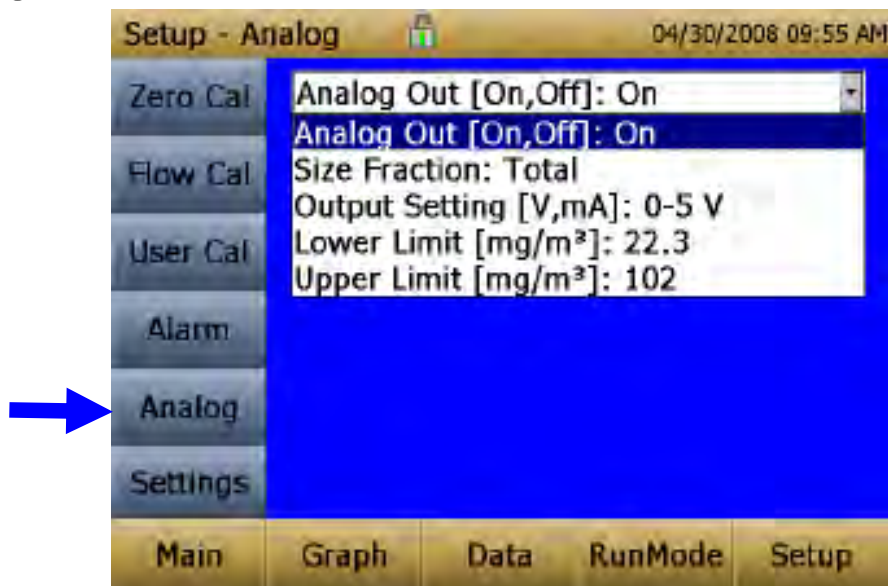 Setup - Analog 04/30/2008 09:55 AM
Zero Cal
Flow Cal
User Cal
Alarm
Analog
Settings
Analog Out [On,Off]: On
Analog Out [On,Off]: On
Size Fraction: Total
Output Setting [V,mA]: 0-5 V
Lower Limit [mg/m³]: 22.3
Upper Limit [mg/m³]: 102
Main Graph Data RunMode Setup